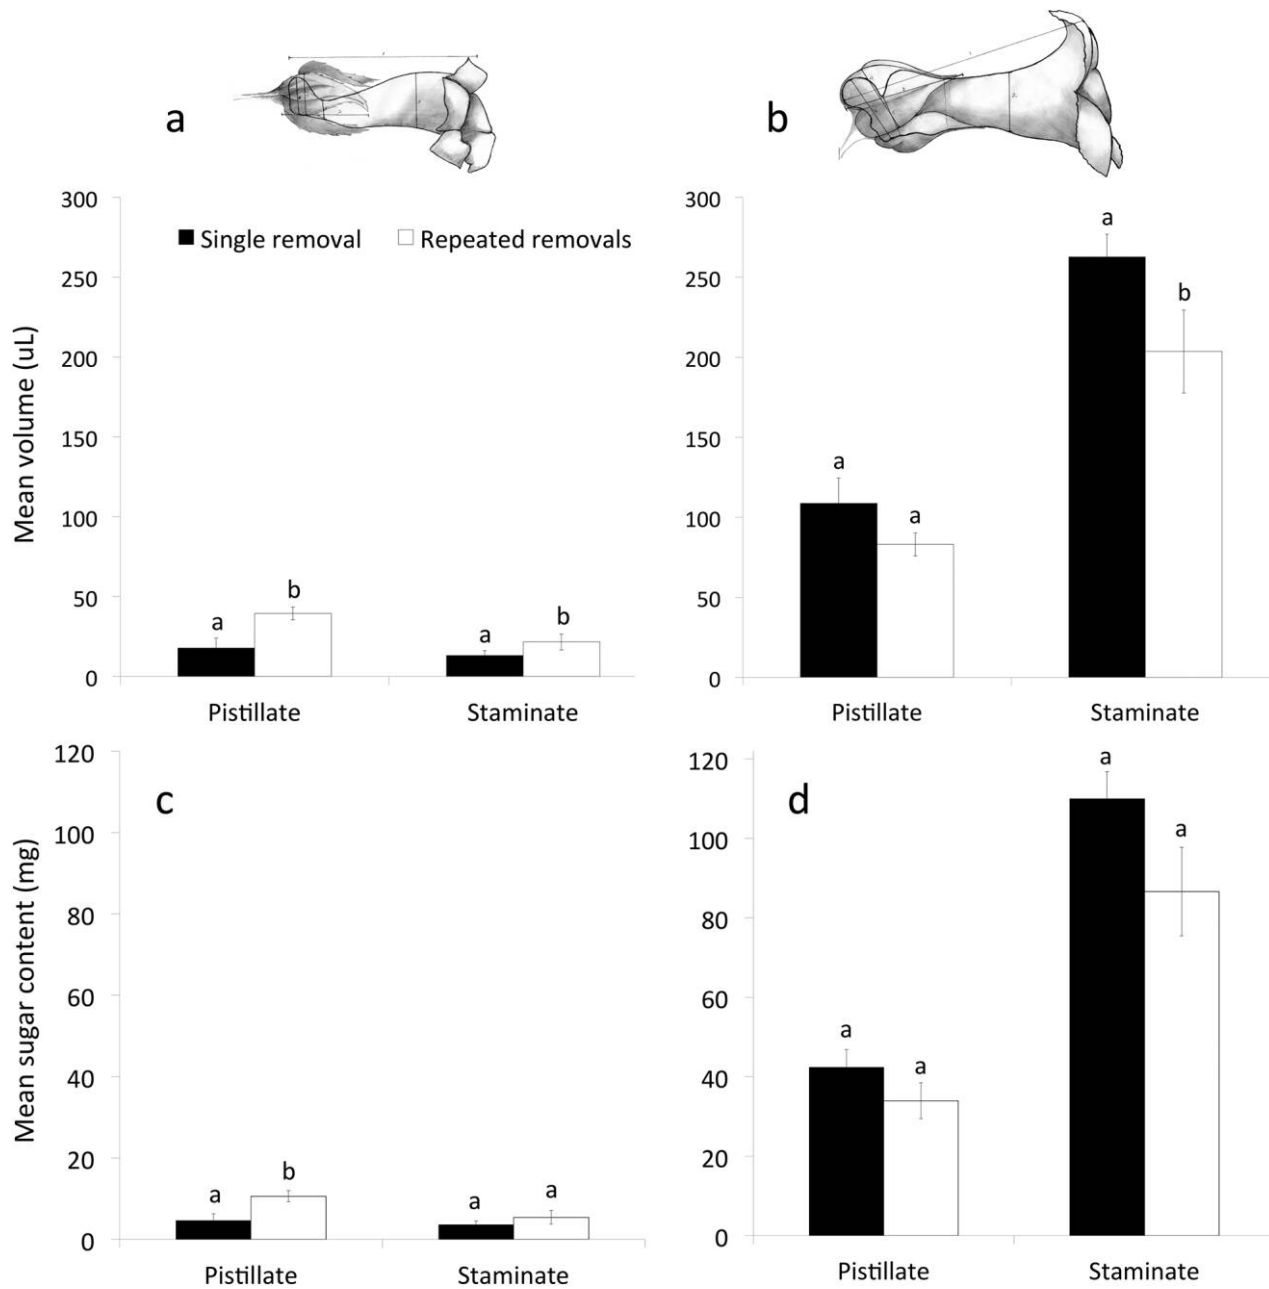 a
b
300
250
200
150
100
50
0
Mean volume (uL)
Single removal
Repeated removals
a
b
a
b
Pistillate
Staminate
300
250
200
150
100
50
0
a
a
a
b
Pistillate
Staminate
120
100
80
60
40
20
0
Mean sugar content (mg)
c
a
b
a
a
Pistillate
Staminate
120
100
80
60
40
20
0
d
a
a
a
a
Pistillate
Staminate